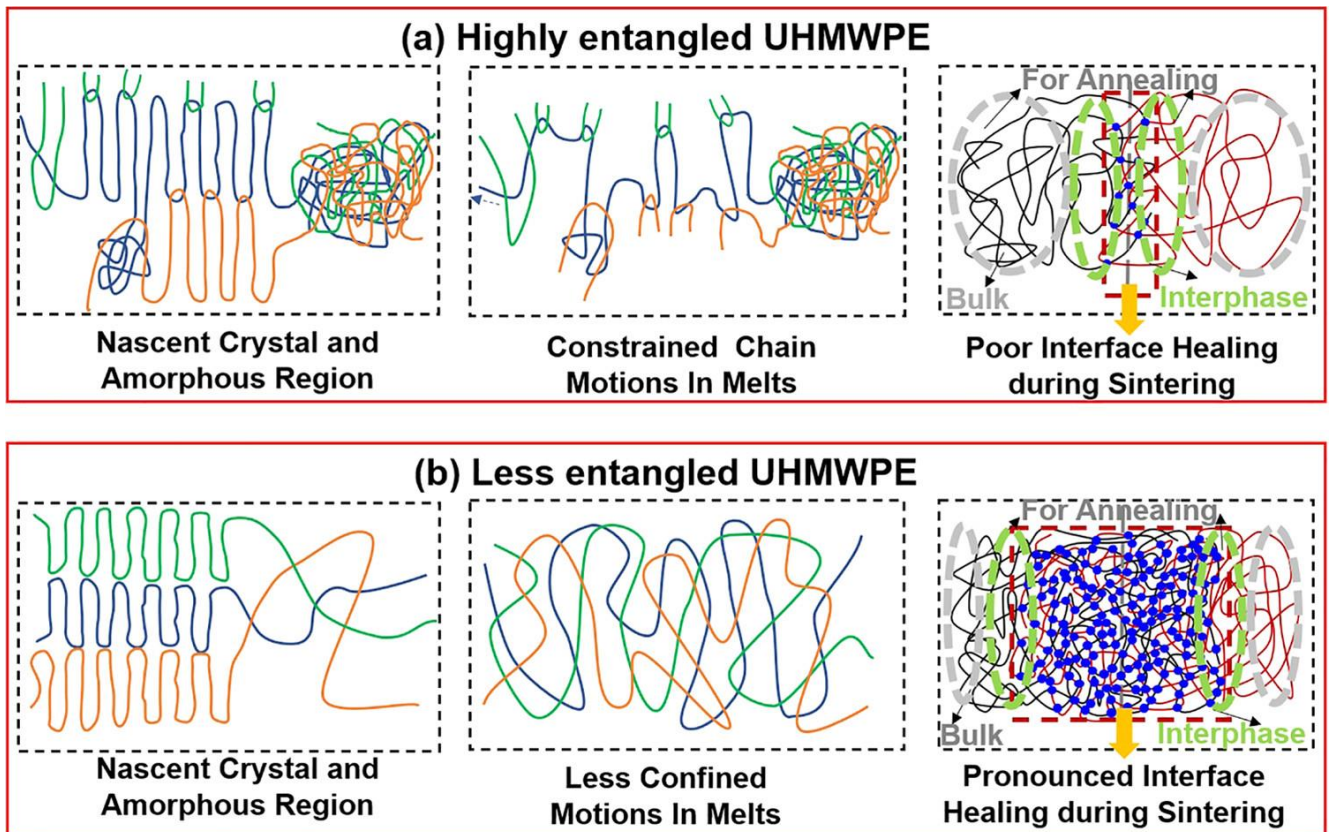 (a) Highly entangled UHMWPE
For Annealing
Bulk
Interphase
Nascent Crystal and
Amorphous Region
Constrained Chain
Motions In Melts
Poor Interface Healing
during Sintering
(b) Less entangled UHMWPE
For Annealing
Bulk
Interphase
Nascent Crystal and
Amorphous Region
Less Confined
Motions In Melts
Pronounced Interface
Healing during Sintering